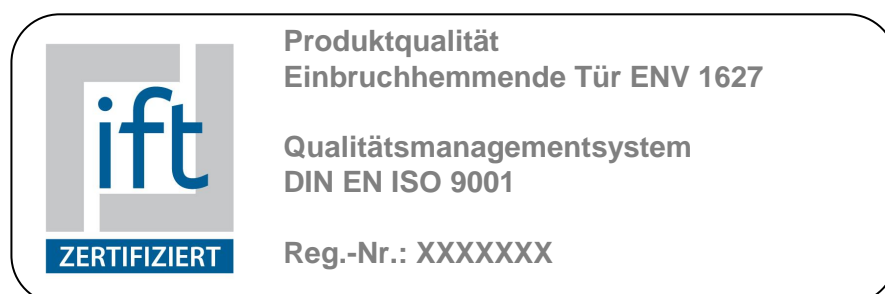 ift
ZERTIFIZIERT
Produktqualität
Einbruchhemmende Tür ENV 1627
Qualitätsmanagementsystem
DIN EN ISO 9001
Reg.-Nr.: XXXXXXX